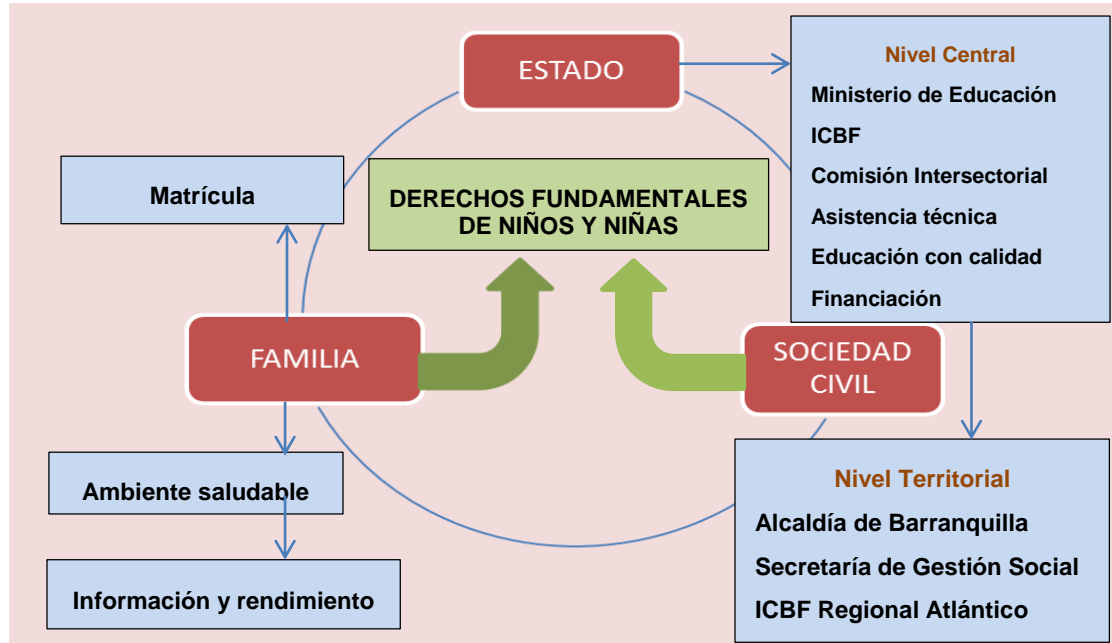 ESTADO
Nivel Central
Ministerio de Educación
ICBF
Comisión Intersectorial
Asistencia técnica
Educación con calidad
Financiación
Matrícula
DERECHOS FUNDAMENTALES
DE NIÑOS Y NIÑAS
FAMILIA
SOCIEDAD
CIVIL
Ambiente saludable
Información y rendimiento
Nivel Territorial
Alcaldía de Barranquilla
Secretaría de Gestión Social
ICBF Regional Atlántico